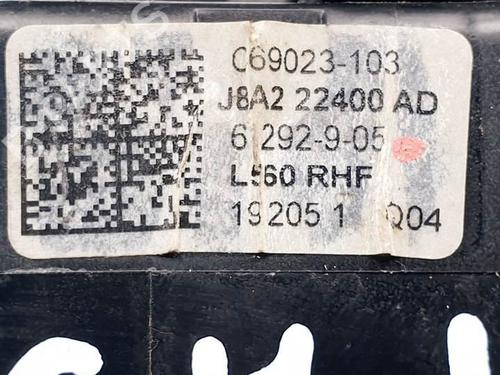 C69023-103
J8A2 22400 AD
6 292-9-05
L560 RHF
19205 1 Q04